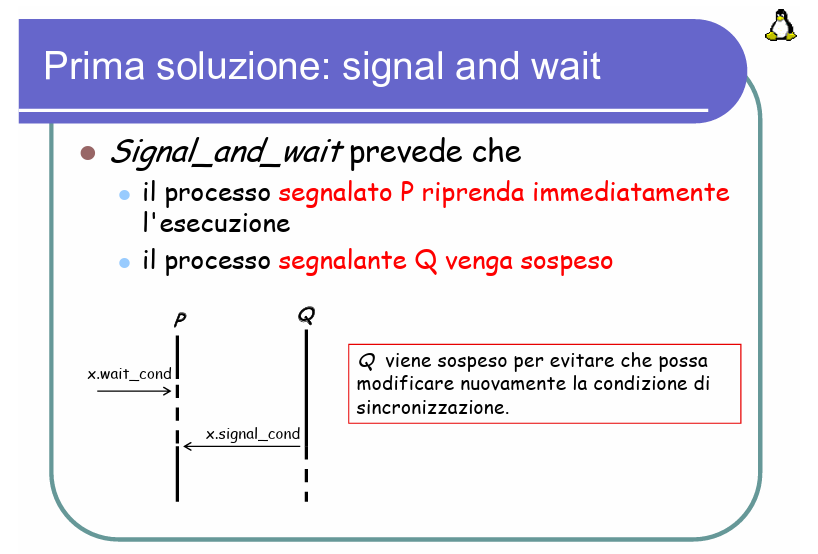 Prima soluzione: signal and wait
Signal_and_wait prevede che
il processo segnalato P riprenda immediatamente
l'esecuzione
il processo segnalante Q venga sospeso
P
Q
x.wait_cond
x.signal_cond
Q viene sospeso per evitare che possa
modificare nuovamente la condizione di
sincronizzazione.